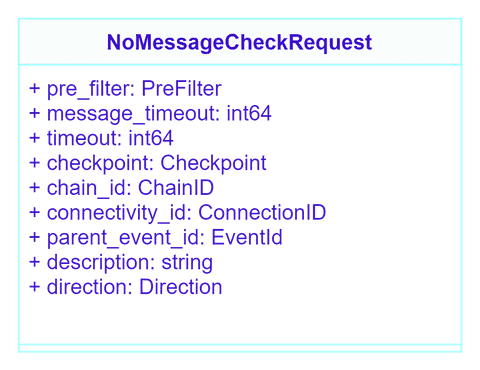 NoMessageCheckRequest
+ pre_filter: PreFilter
+ message_timeout: int64
+ timeout: int64
+ checkpoint: Checkpoint
+ chain_id: ChainID
+ connectivity_id: ConnectionID
+ parent_event_id: EventId
+ description: string
+ direction: Direction